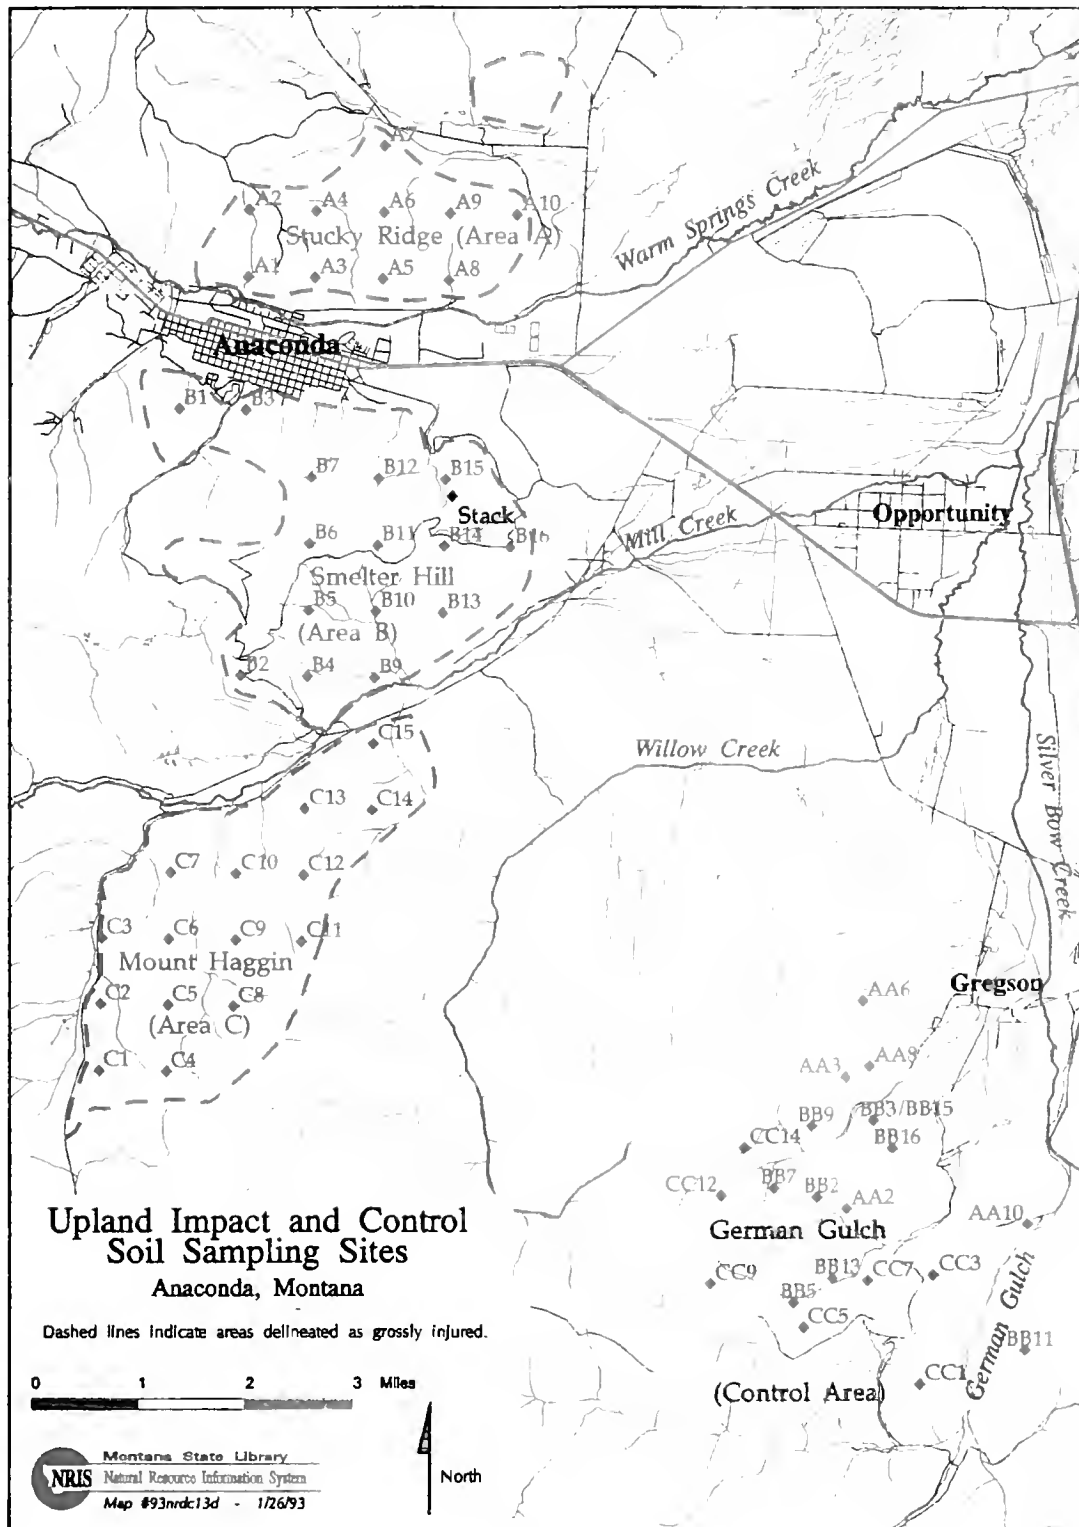 A7
A2
A4
A6
A9
A10
Stucky Ridge (Area A)
A1
A3
A5
A8
Warm Springs Creek
Anaconda
B1
B3
B7
B12
B15
Stack
Mill Creek
Opportunity
B6
B11
B14
B16
Smelter Hill
B5
B10
B13
(Area B)
B2
B4
B9
C15
Willow Creek
Silver Bow Creek
C13
C14
C7
C10
C12
C3
C6
C9
C11
Mount Haggin
C2
C5
C8
(Area C)
C1
C4
Gregson
AA6
AA3
AA8
BB9
BB3/BB15
CC14
BB16
CC12
BB7
BB2
AA2
AA10
German Gulch
CC9
BB13
CC7
CC3
BB5
CC5
German Gulch
BB11
CC1
(Control Area)
Upland Impact and Control
Soil Sampling Sites
Anaconda, Montana
Dashed lines indicate areas delineated as grossly injured.
0 1 2 3 Miles
North
NRIS
Montana State Library
Natural Resource Information System
Map #93nrdc13d - 1/26/93